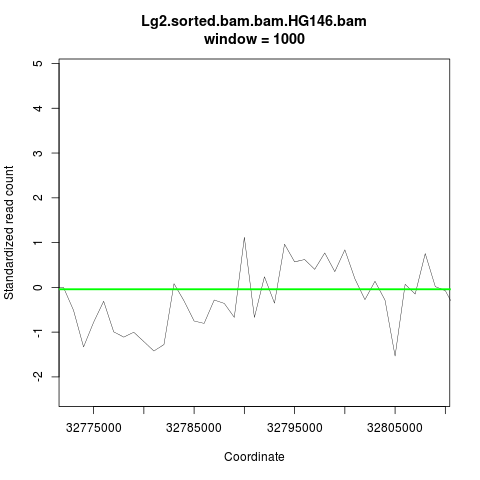 Lg2.sorted.bam.bam.HG146.bam
window = 1000
Standardized read count
5
4
3
2
1
0
-1
-2
32775000 32785000 32795000 32805000
Coordinate